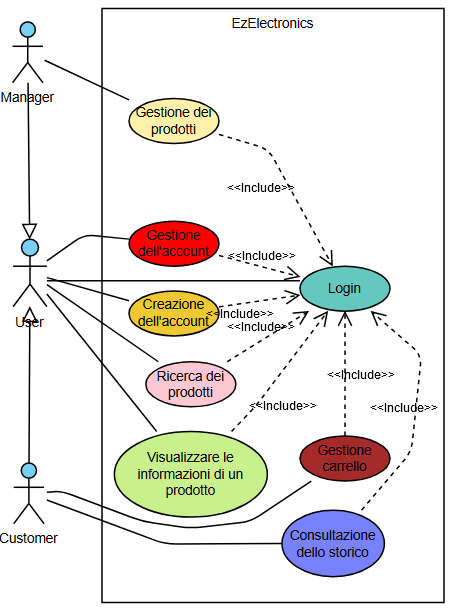 EzElectronics
Manager
Gestione dei
prodotti
<<Include>>
Gestione
dell'account
<<Include>>
User
Login
Creazione
dell'account
<<Include>>
<<Include>>
Ricerca dei
prodotti
<<Include>>
<<Include>>
<<Include>>
Visualizzare le
informazioni di un
prodotto
Gestione
carrello
Customer
Consultazione
dello storico